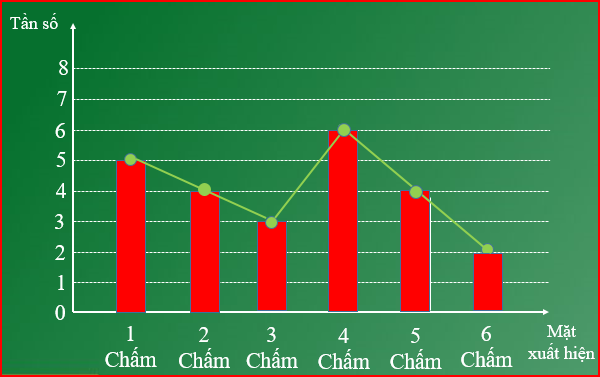 Tần số
8
7
6
5
4
3
2
1
0
1 2 3 4 5 6
Chấm Chấm Chấm Chấm Chấm Chấm
Mặt
xuất hiện